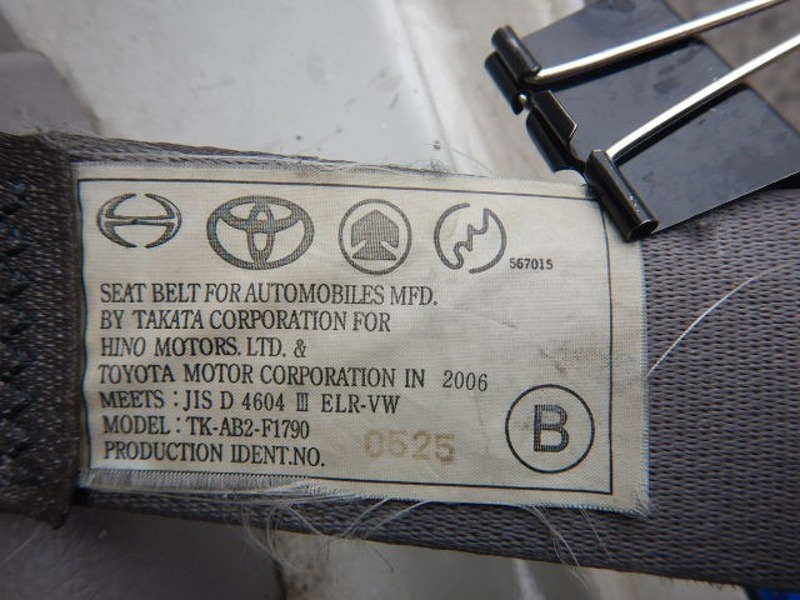 567015
SEAT BELT FOR AUTOMOBILES MFD.
BY TAKATA CORPORATION FOR
HINO MOTORS. LTD. &
TOYOTA MOTOR CORPORATION IN 2006
MEETS : JIS D 4604 Ⅲ ELR-VW
MODEL : TK-AB2-F1790
PRODUCTION IDENT.NO. 0525
B